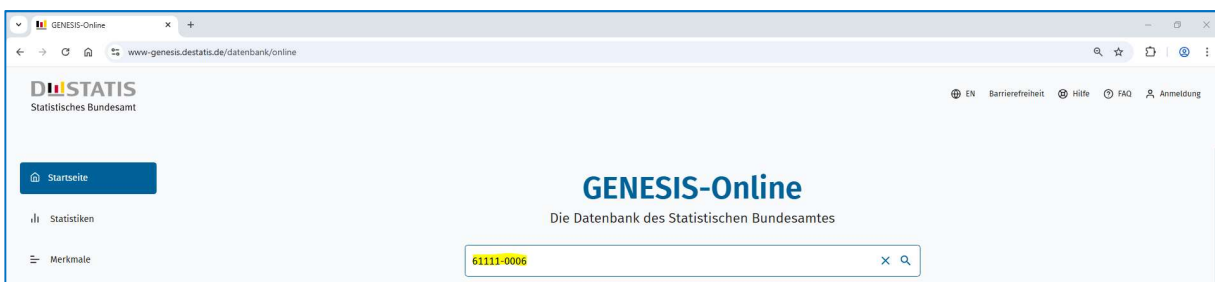 GENESIS-Online
www-genesis.destatis.de/datenbank/online
DESTATIS
Statistisches Bundesamt
EN Barrierefreiheit Hilfe FAQ Anmeldung
Startseite
GENESIS-Online
Statistiken
Die Datenbank des Statistischen Bundesamtes
Merkmale
61111-0006